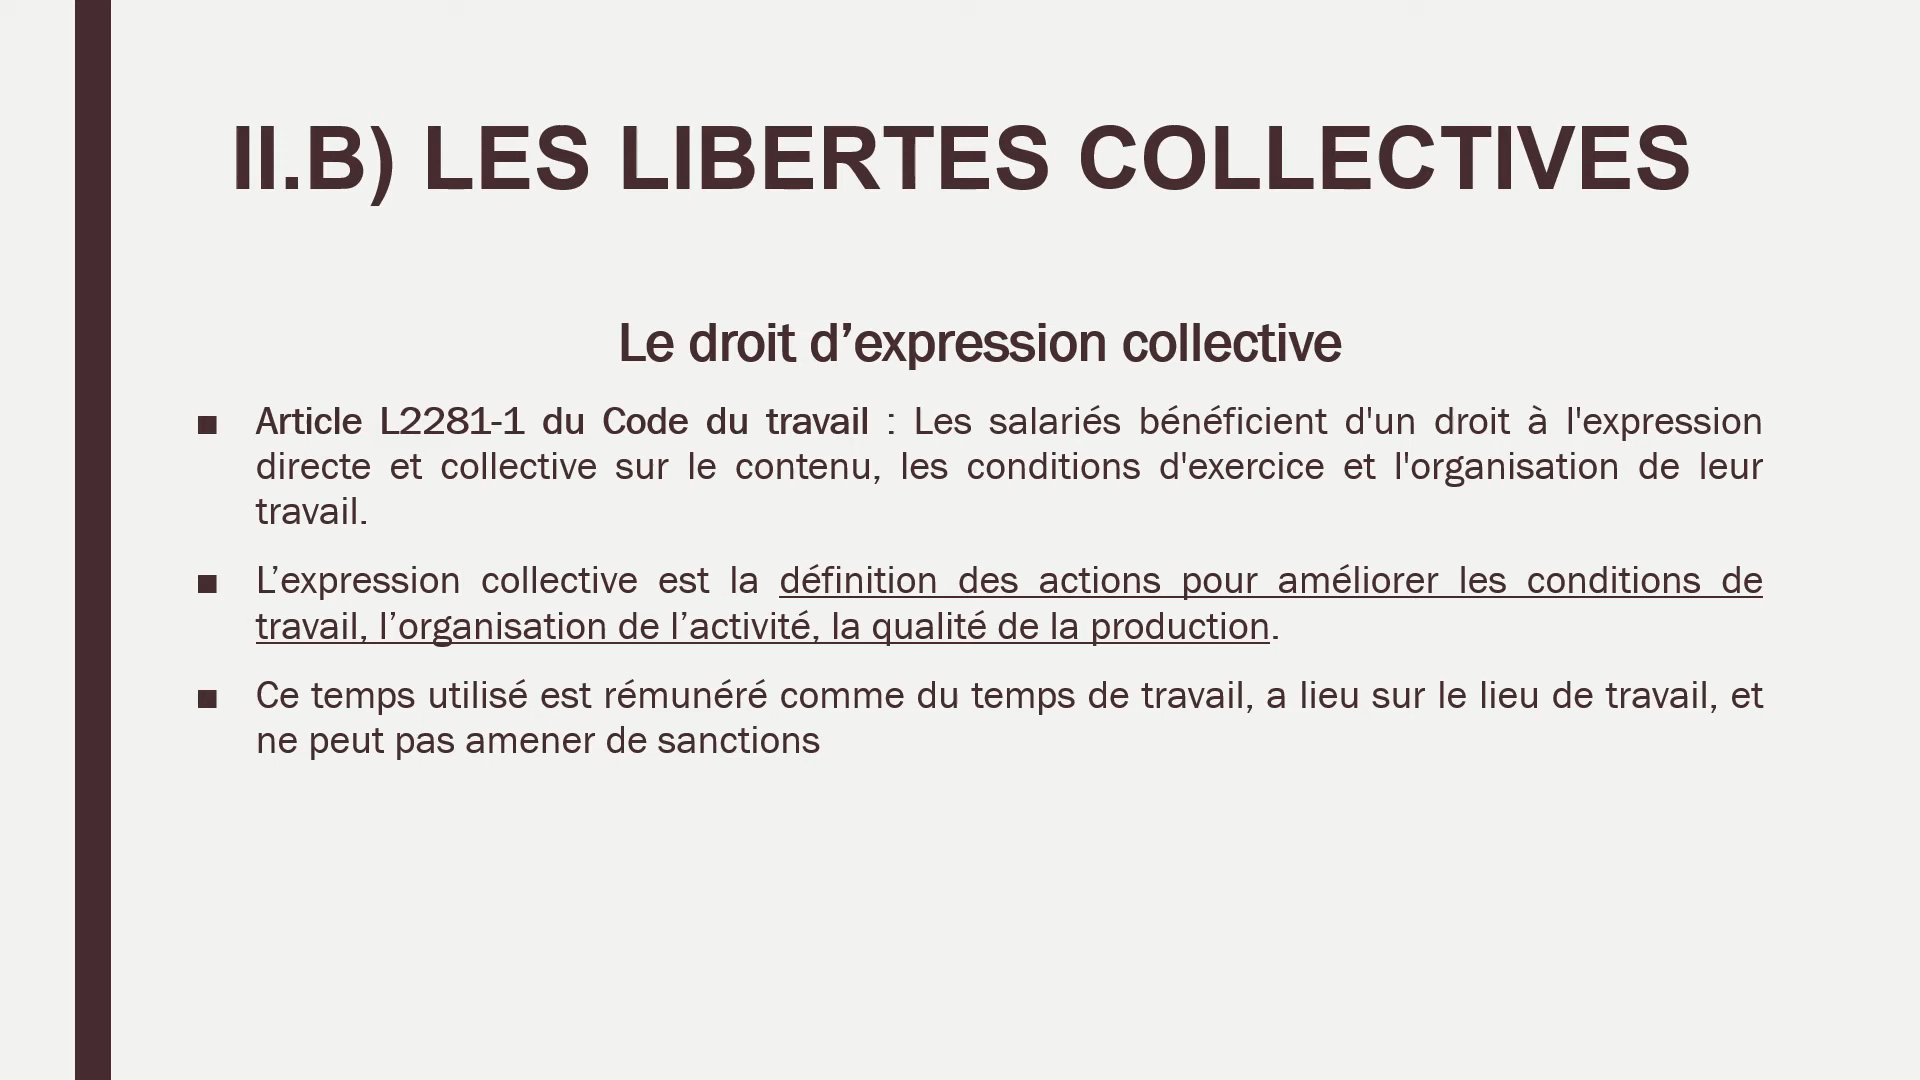 II.B) LES LIBERTES COLLECTIVES
Le droit d’expression collective
■ Article L2281-1 du Code du travail : Les salariés bénéficient d'un droit à l'expression
directe et collective sur le contenu, les conditions d'exercice et l'organisation de leur
travail.
■ L’expression collective est la définition des actions pour améliorer les conditions de
travail, l’organisation de l’activité, la qualité de la production.
■ Ce temps utilisé est rémunéré comme du temps de travail, a lieu sur le lieu de travail, et
ne peut pas amener de sanctions